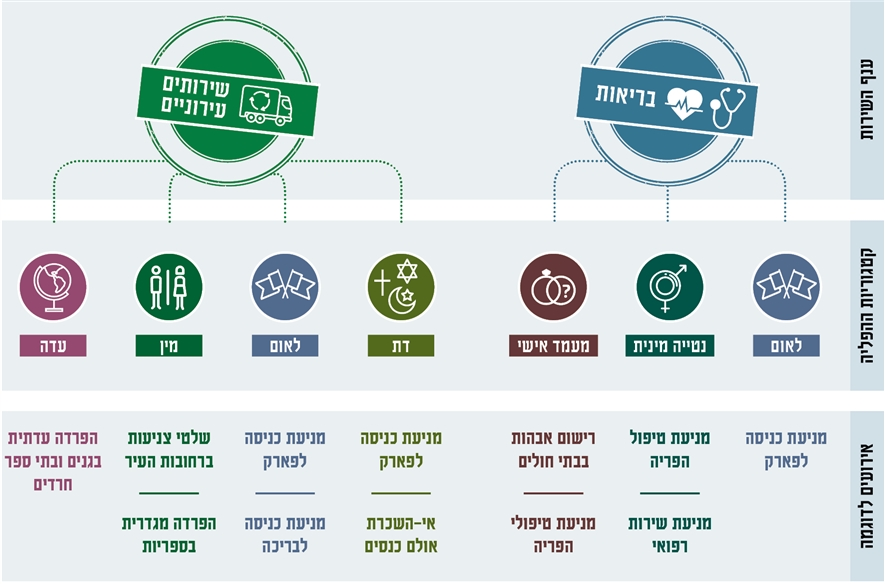 ענף השירות
בריאות
שירותים
עירוניים
קטגוריות ההפליה
לאום
נטייה מינית
מעמד אישי
?
דת
לאום
מין
עדה
אירועים לדוגמה
מניעת כניסה
לפארק
מניעת טיפול
הפריה
מניעת שירות
רפואי
רישום אבהות
בבתי חולים
מניעת טיפולי
הפריה
מניעת כניסה
לפארק
אי-השכרת
אולם כנסים
מניעת כניסה
לפארק
מניעת כניסה
לבריכה
שלטי צניעות
ברחובות העיר
הפרדה מגדרית
בספריות
הפרדה עדתית
בגנים ובתי ספר
חרדים